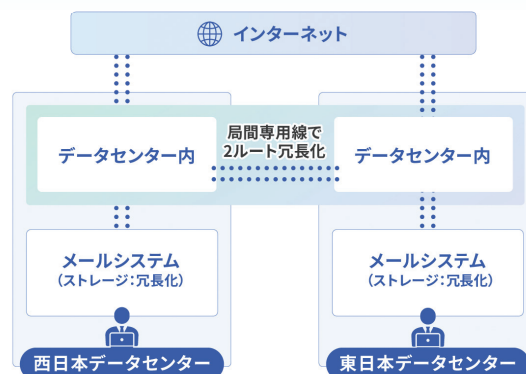 インターネット
局間専用線で
2ルート冗長化
データセンター内
データセンター内
メールシステム
(ストレージ:冗長化)
メールシステム
(ストレージ:冗長化)
西日本データセンター
東日本データセンター